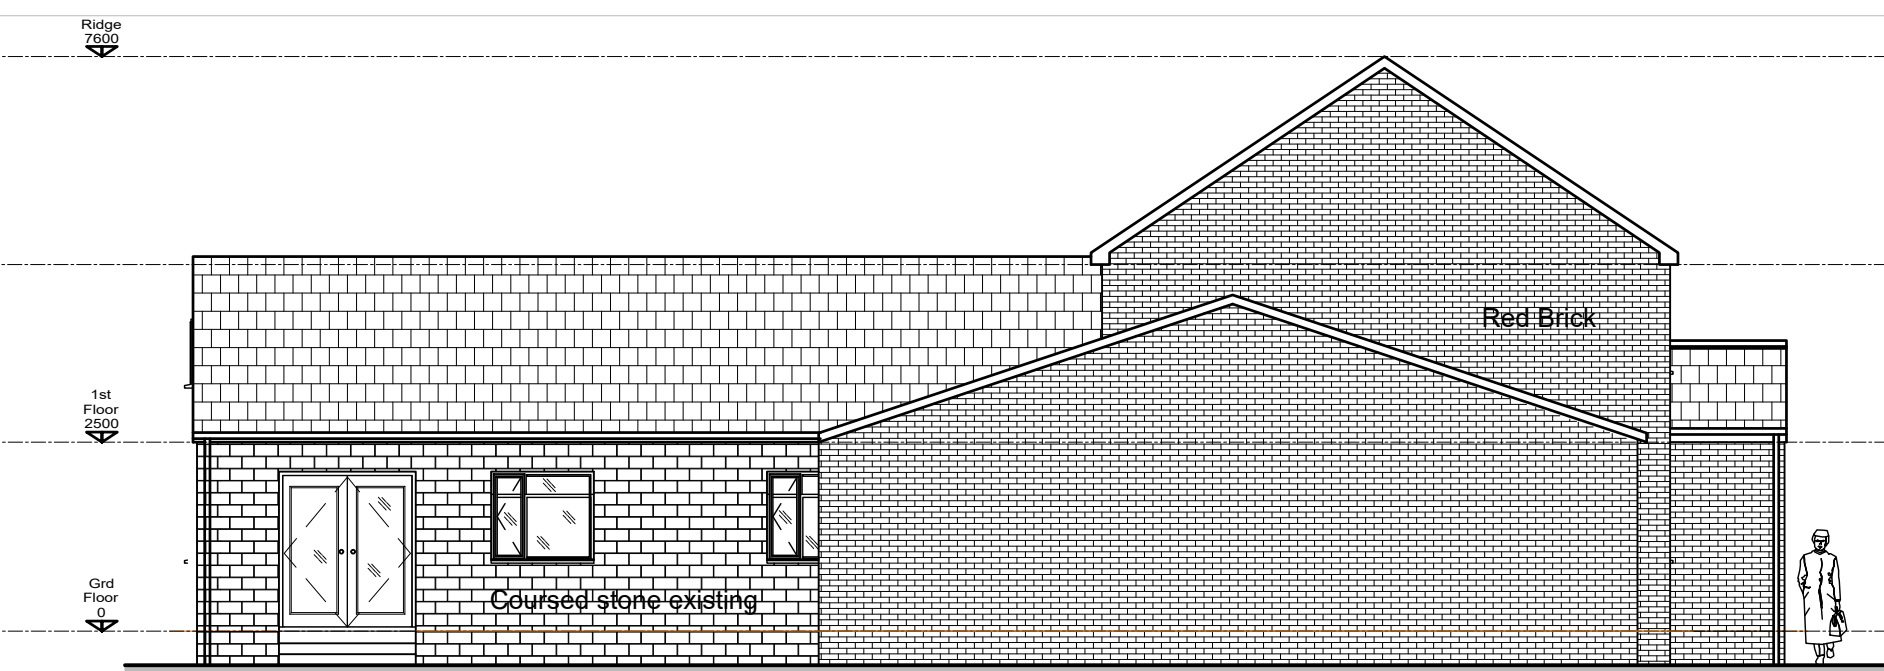 Ridge
7600
Red Brick
1st
Floor
2500
Grd
Floor
0
Coursed stone existing